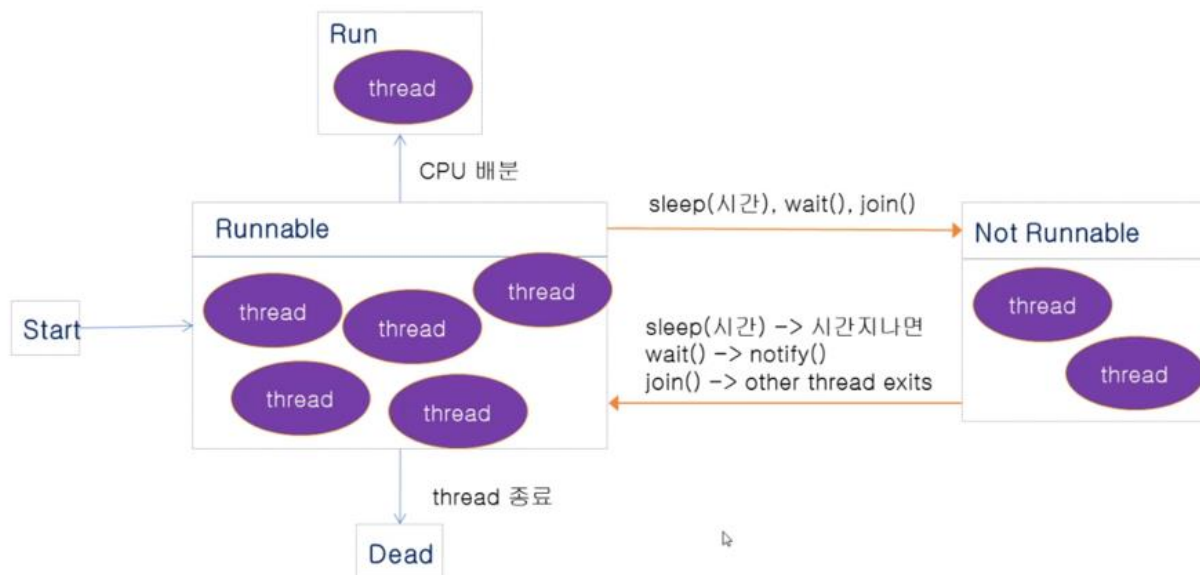 Run
thread
CPU 배분
sleep(시간), wait(), join()
Runnable
Not Runnable
thread
thread
thread
thread
thread
thread
thread
Start
sleep(시간) -> 시간지나면
wait() -> notify()
join() -> other thread exits
thread 종료
Dead